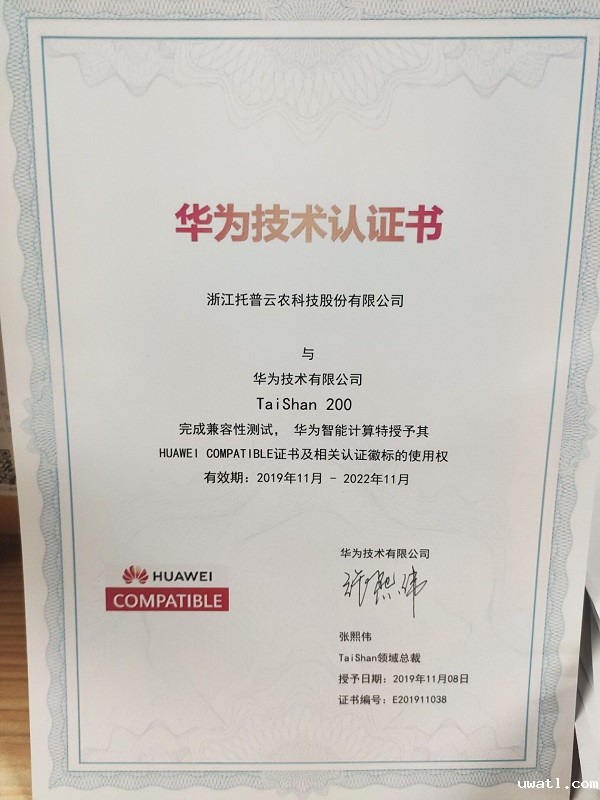 华为技术认证书
浙江托普云农科技股份有限公司
与
华为技术有限公司
TaiShan 200
完成兼容性测试， 华为智能计算特授予其
HUAWEI COMPATIBLE证书及相关认证徽标的使用权
有效期：2019年11月 - 2022年11月
华为技术有限公司
HUAWEI
COMPATIBLE
张熙伟
张熙伟
TaiShan领域总裁
授予日期：2019年11月08日
证书编号：E201911038
uwatl.com